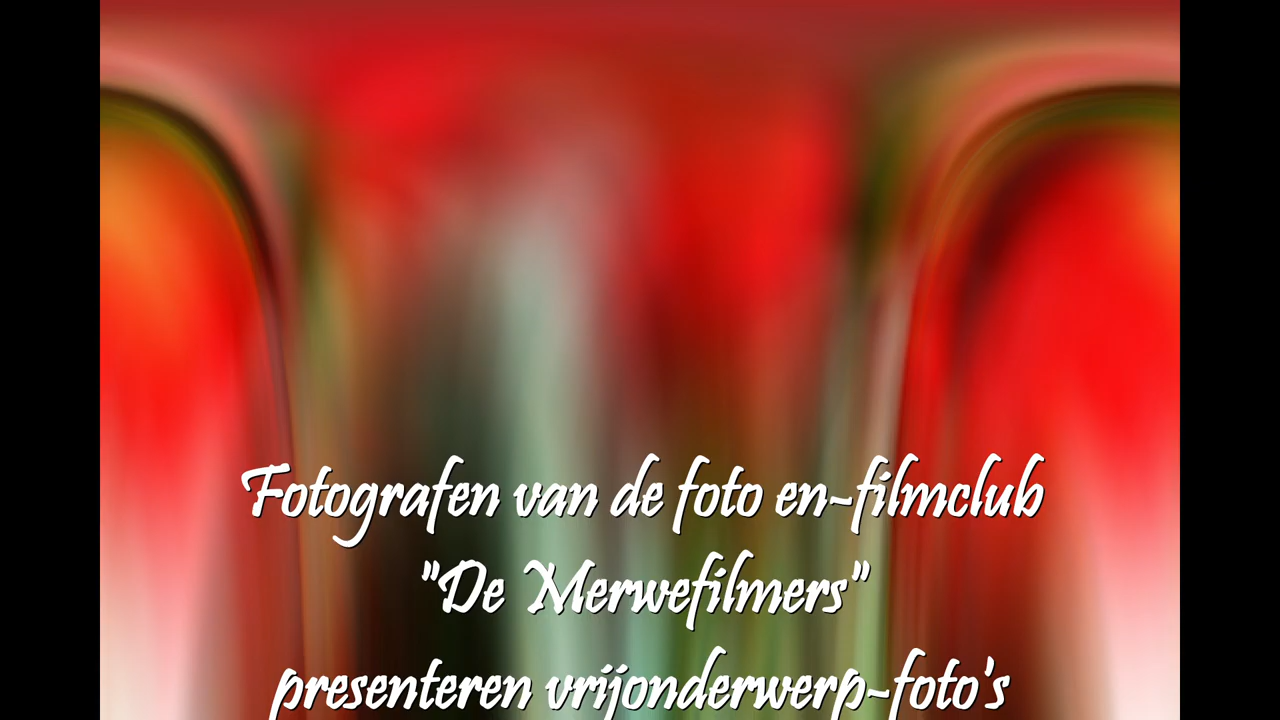 Fotografen van de foto en-filmclub
"De Merwefilmers"
presenteren vrijonderwerp-foto's